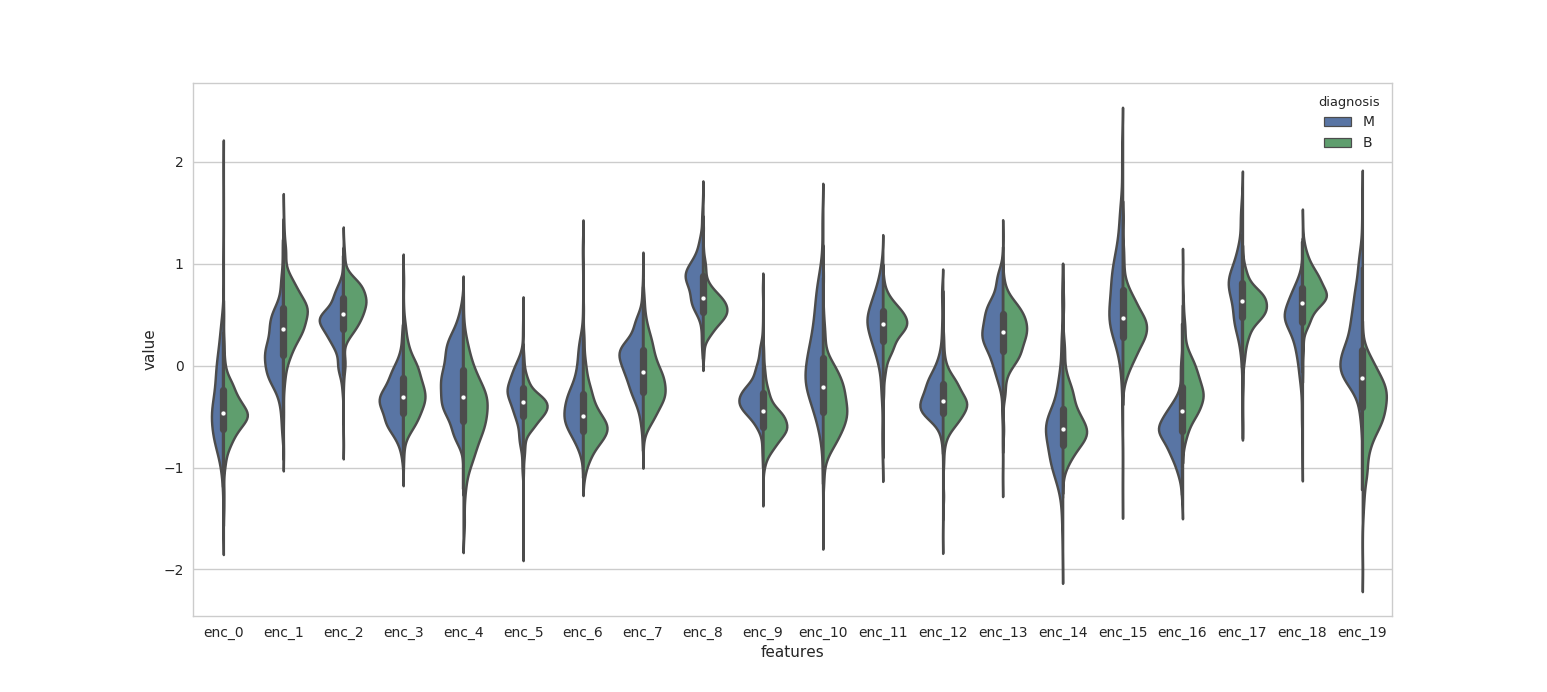 diagnosis
M
B
2
1
0
−1
−2
value
enc_0 enc_1 enc_2 enc_3 enc_4 enc_5 enc_6 enc_7 enc_8 enc_9 enc_10 enc_11 enc_12 enc_13 enc_14 enc_15 enc_16 enc_17 enc_18 enc_19
features